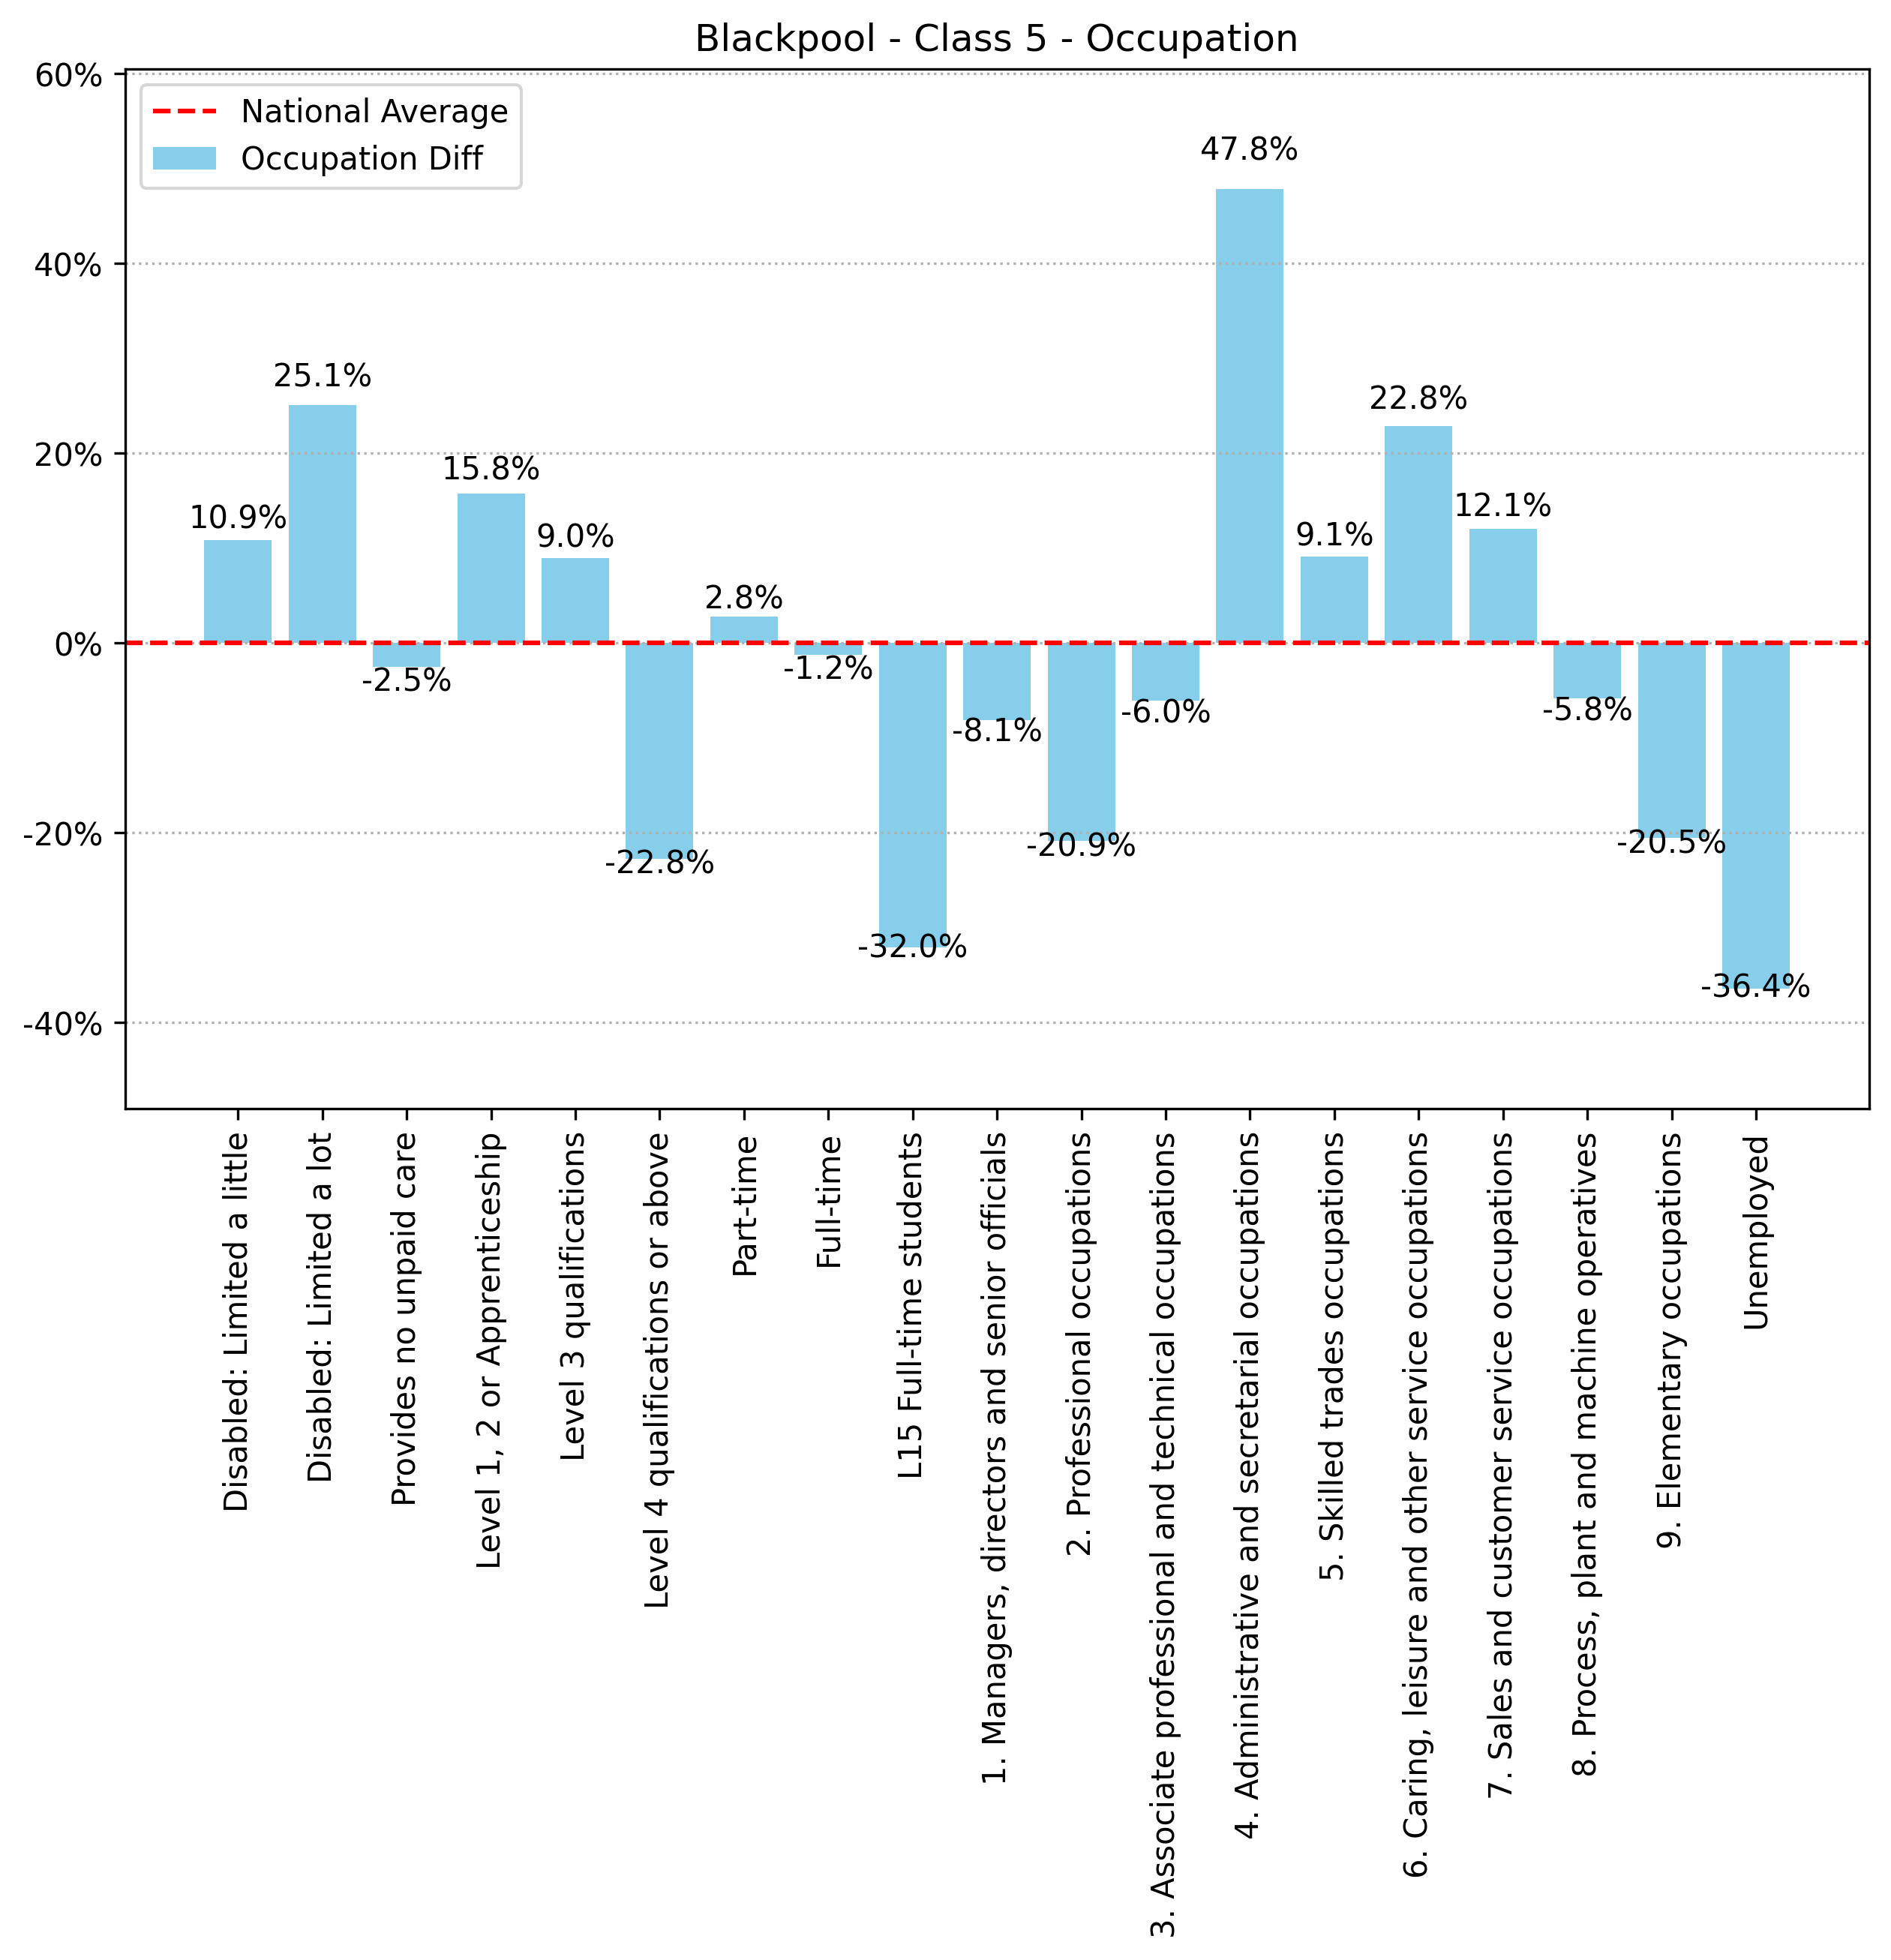 Blackpool - Class 5 - Occupation
National Average
Occupation Diff
60%
40%
20%
0%
-20%
-40%
10.9%
25.1%
-2.5%
15.8%
9.0%
-22.8%
2.8%
-1.2%
-32.0%
-8.1%
-20.9%
-6.0%
47.8%
9.1%
22.8%
12.1%
-5.8%
-20.5%
-36.4%
Disabled: Limited a little
Disabled: Limited a lot
Provides no unpaid care
Level 1, 2 or Apprenticeship
Level 3 qualifications
Level 4 qualifications or above
Part-time
Full-time
L15 Full-time students
1. Managers, directors and senior officials
2. Professional occupations
3. Associate professional and technical occupations
4. Administrative and secretarial occupations
5. Skilled trades occupations
6. Caring, leisure and other service occupations
7. Sales and customer service occupations
8. Process, plant and machine operatives
9. Elementary occupations
Unemployed